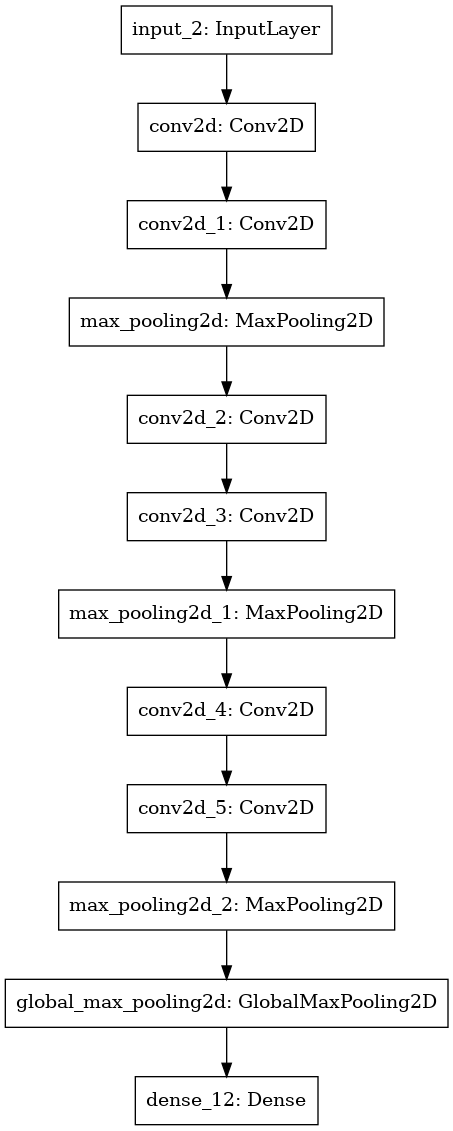 input_2: InputLayer
conv2d: Conv2D
conv2d_1: Conv2D
max_pooling2d: MaxPooling2D
conv2d_2: Conv2D
conv2d_3: Conv2D
max_pooling2d_1: MaxPooling2D
conv2d_4: Conv2D
conv2d_5: Conv2D
max_pooling2d_2: MaxPooling2D
global_max_pooling2d: GlobalMaxPooling2D
dense_12: Dense